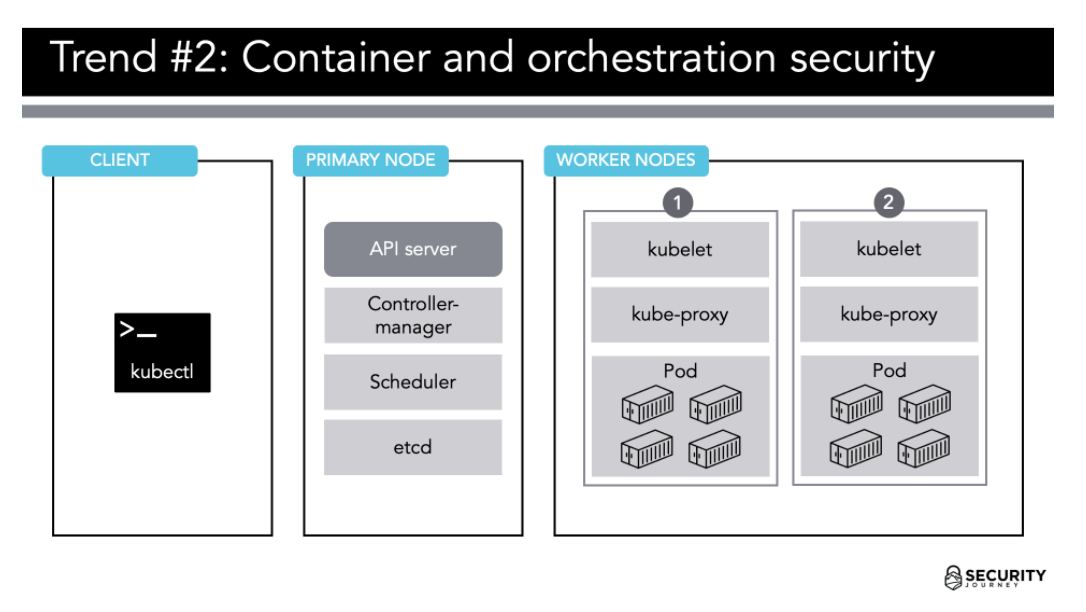 Trend #2: Container and orchestration security
CLIENT
>_
kubectl
PRIMARY NODE
API server
Controller-
manager
Scheduler
etcd
WORKER NODES
1
kubelet
kube-proxy
Pod
2
kubelet
kube-proxy
Pod
SECURITY
JOURNEY